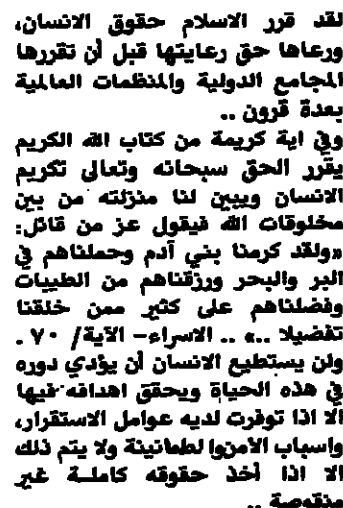 لقد قرر الاسلام حقوق الانسان،
ورعاها حق رعايتها قبل أن تقررها
المجامع الدولية والمنظمات العالمية
بعدة قرون ..
وفي اية كريمة من كتاب الله الكريم
يقرر الحق سبحانه وتعالى تكريم
الانسان ويبين لنا منزلته من بين
مخلوقات الله فيقول عز من قائل:
«ولقد كرمنا بني آدم وحملناهم في
البر والبحر ورزقناهم من الطيبات
وفضلناهم على كثير ممن خلقنا
تفضيلا ..» .. الاسراء– الآية/ ٧٠ .
ولن يستطيع الانسان أن يؤدي دوره
في هذه الحياة ويحقق اهدافه فيها
الا اذا توفرت لديه عوامل الاستقرار،
واسباب الأمن والطمانينة ولا يتم ذلك
الا اذا أخذ حقوقه كاملة غير
منقوصة ..